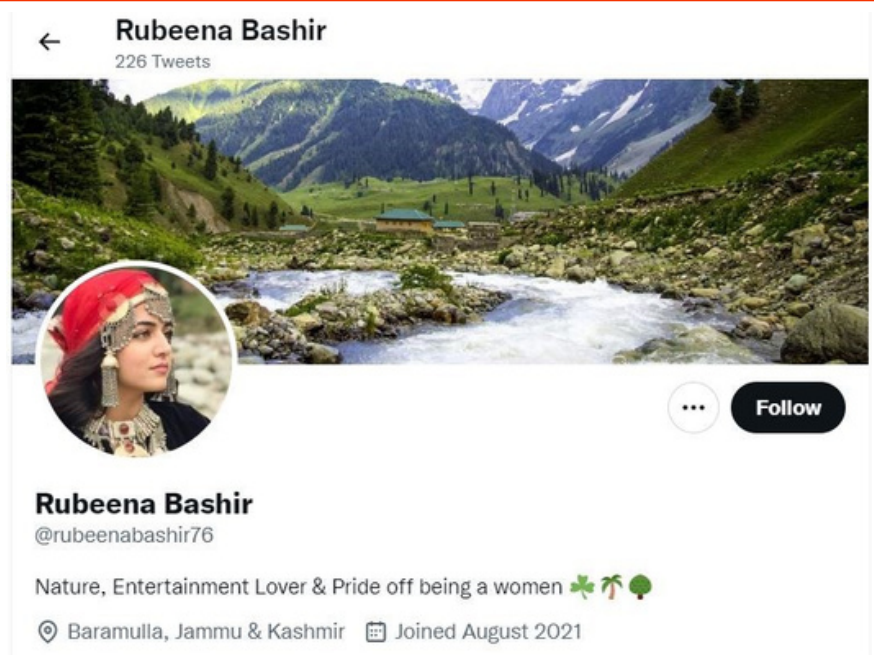 Rubeena Bashir
226 Tweets
Follow
Rubeena Bashir
@rubeenabashir76
Nature, Entertainment Lover & Pride off being a women ☘️🌴🌳
Baramulla, Jammu & Kashmir Joined August 2021